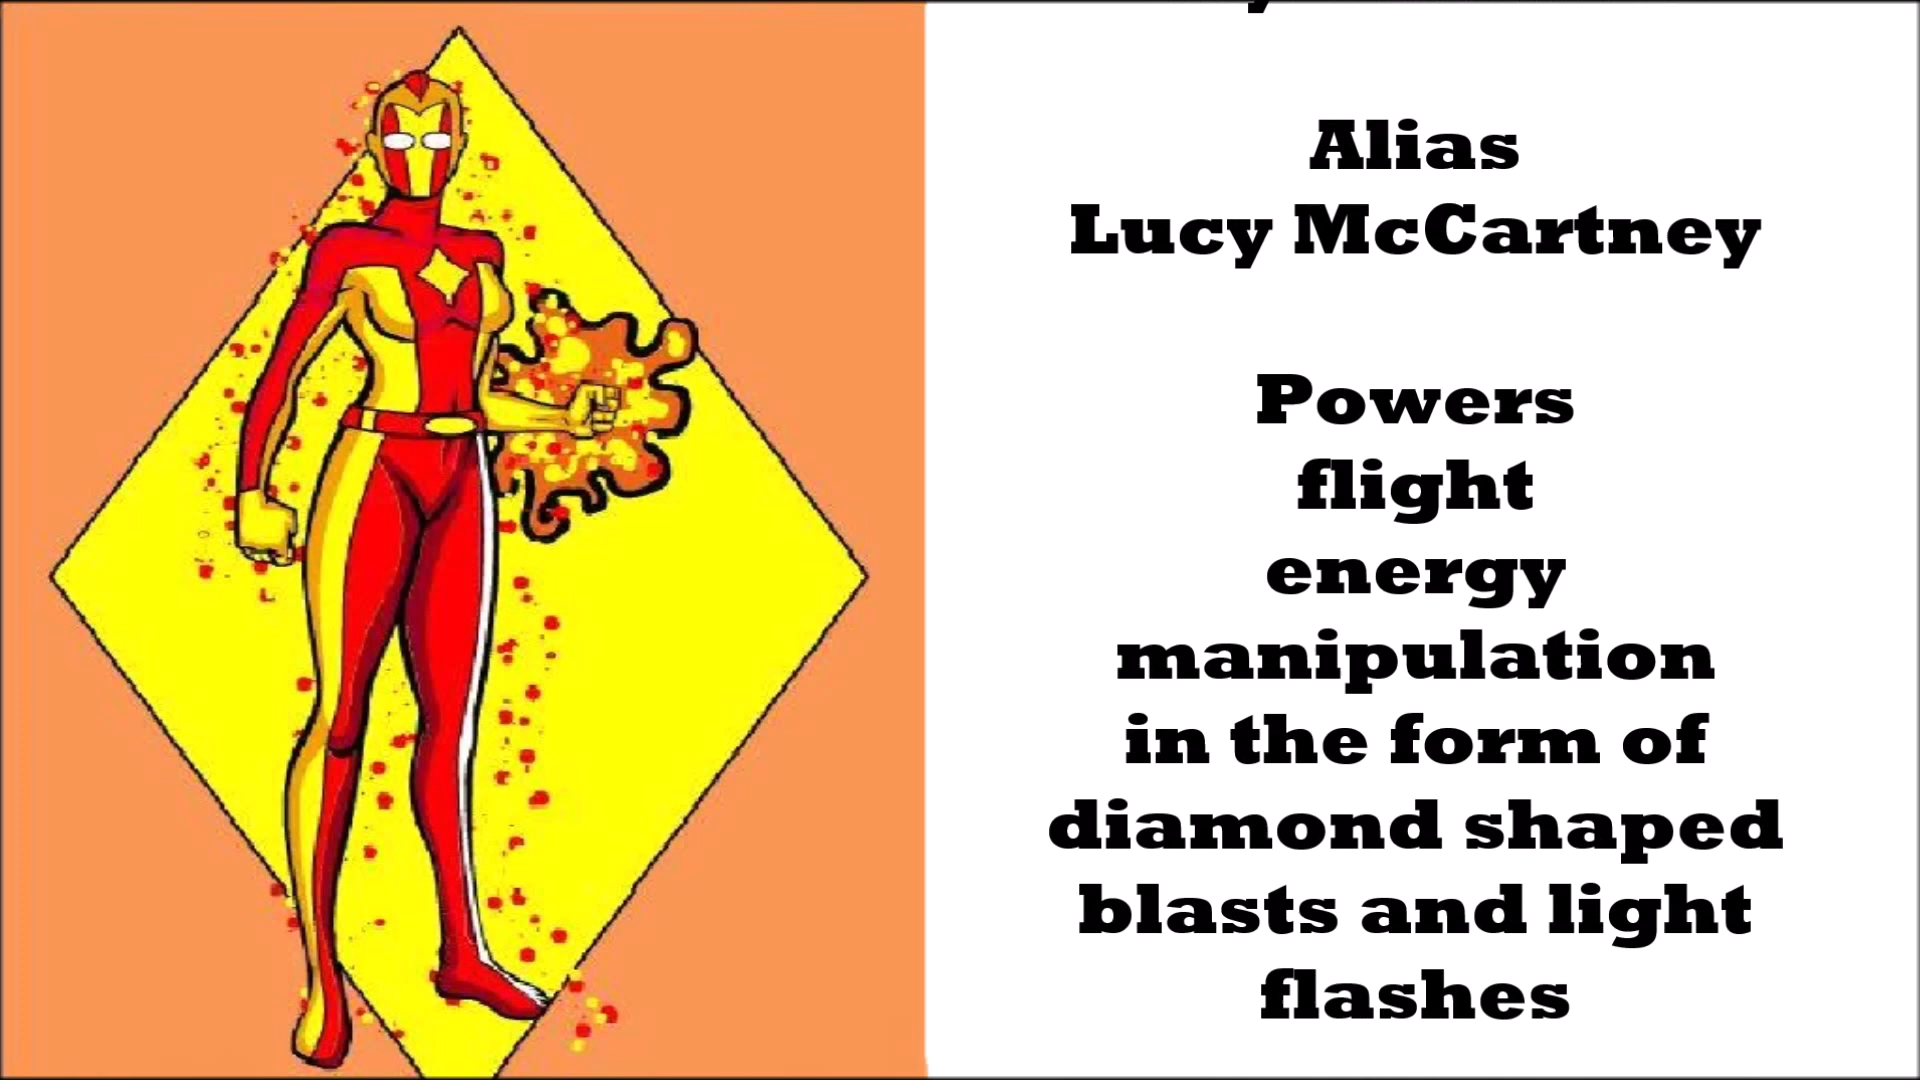 Alias
Lucy McCartney
Powers
flight
energy
manipulation
in the form of
diamond shaped
blasts and light
flashes